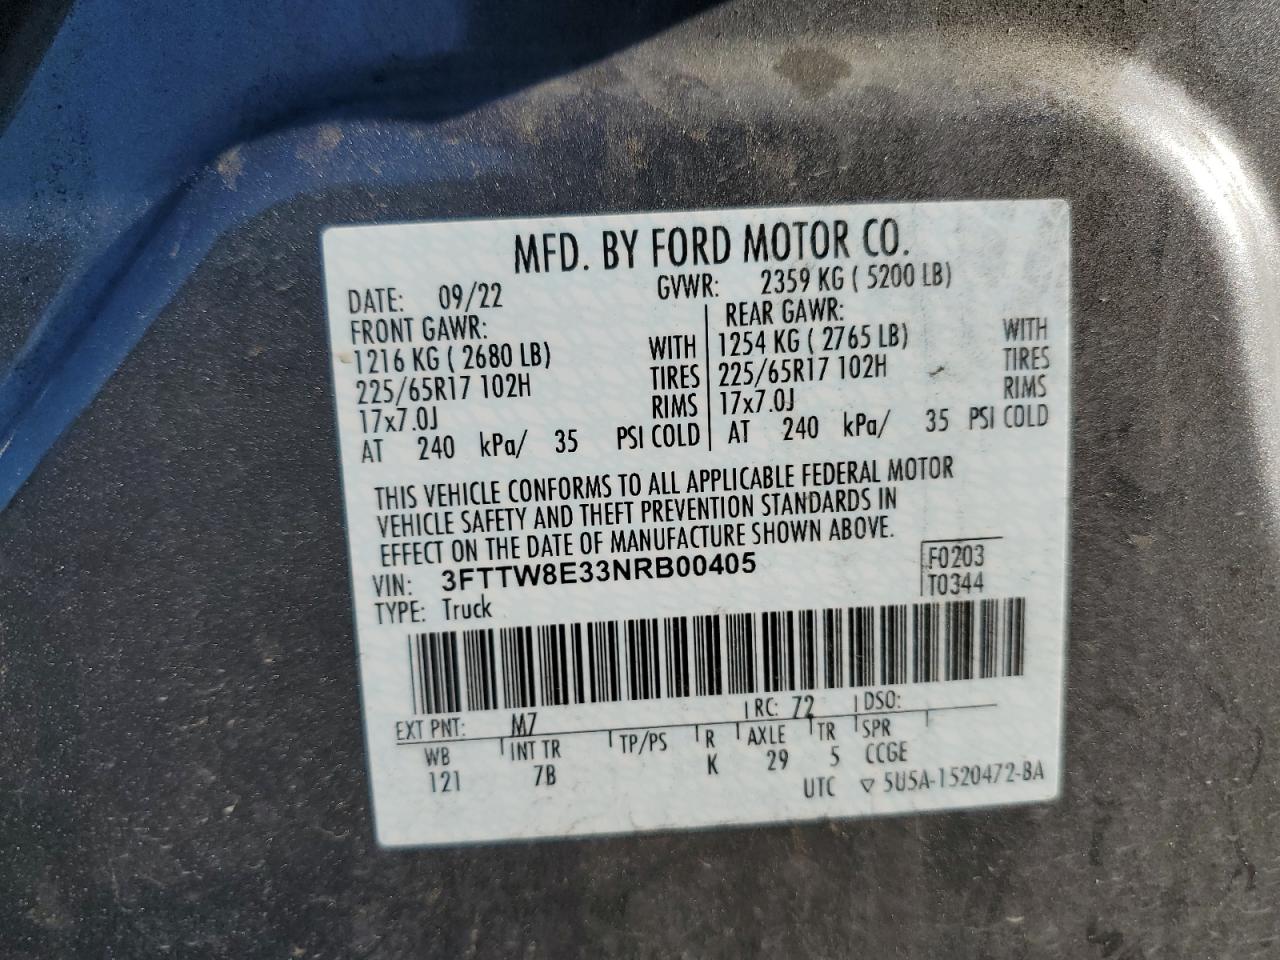 MFD. BY FORD MOTOR CO.
DATE: 09/22 GVWR: 2359 KG ( 5200 LB)
FRONT GAWR: REAR GAWR:
1216 KG ( 2680 LB) WITH 1254 KG ( 2765 LB) WITH
225/65R17 102H TIRES 225/65R17 102H TIRES
17x7.0J RIMS 17x7.0J RIMS
AT 240 kPa/ 35 PSI COLD AT 240 kPa/ 35 PSI COLD
THIS VEHICLE CONFORMS TO ALL APPLICABLE FEDERAL MOTOR
VEHICLE SAFETY AND THEFT PREVENTION STANDARDS IN
EFFECT ON THE DATE OF MANUFACTURE SHOWN ABOVE.
VIN: 3FTTW8E33NRB00405 F0203
TYPE: Truck T0344
EXT PNT: M7 RC: 72 DSO:
WB INT TR TP/PS R AXLE TR SPR
121 7B K 29 5 CCGE
UTC ▽ 5U5A-1520472-BA